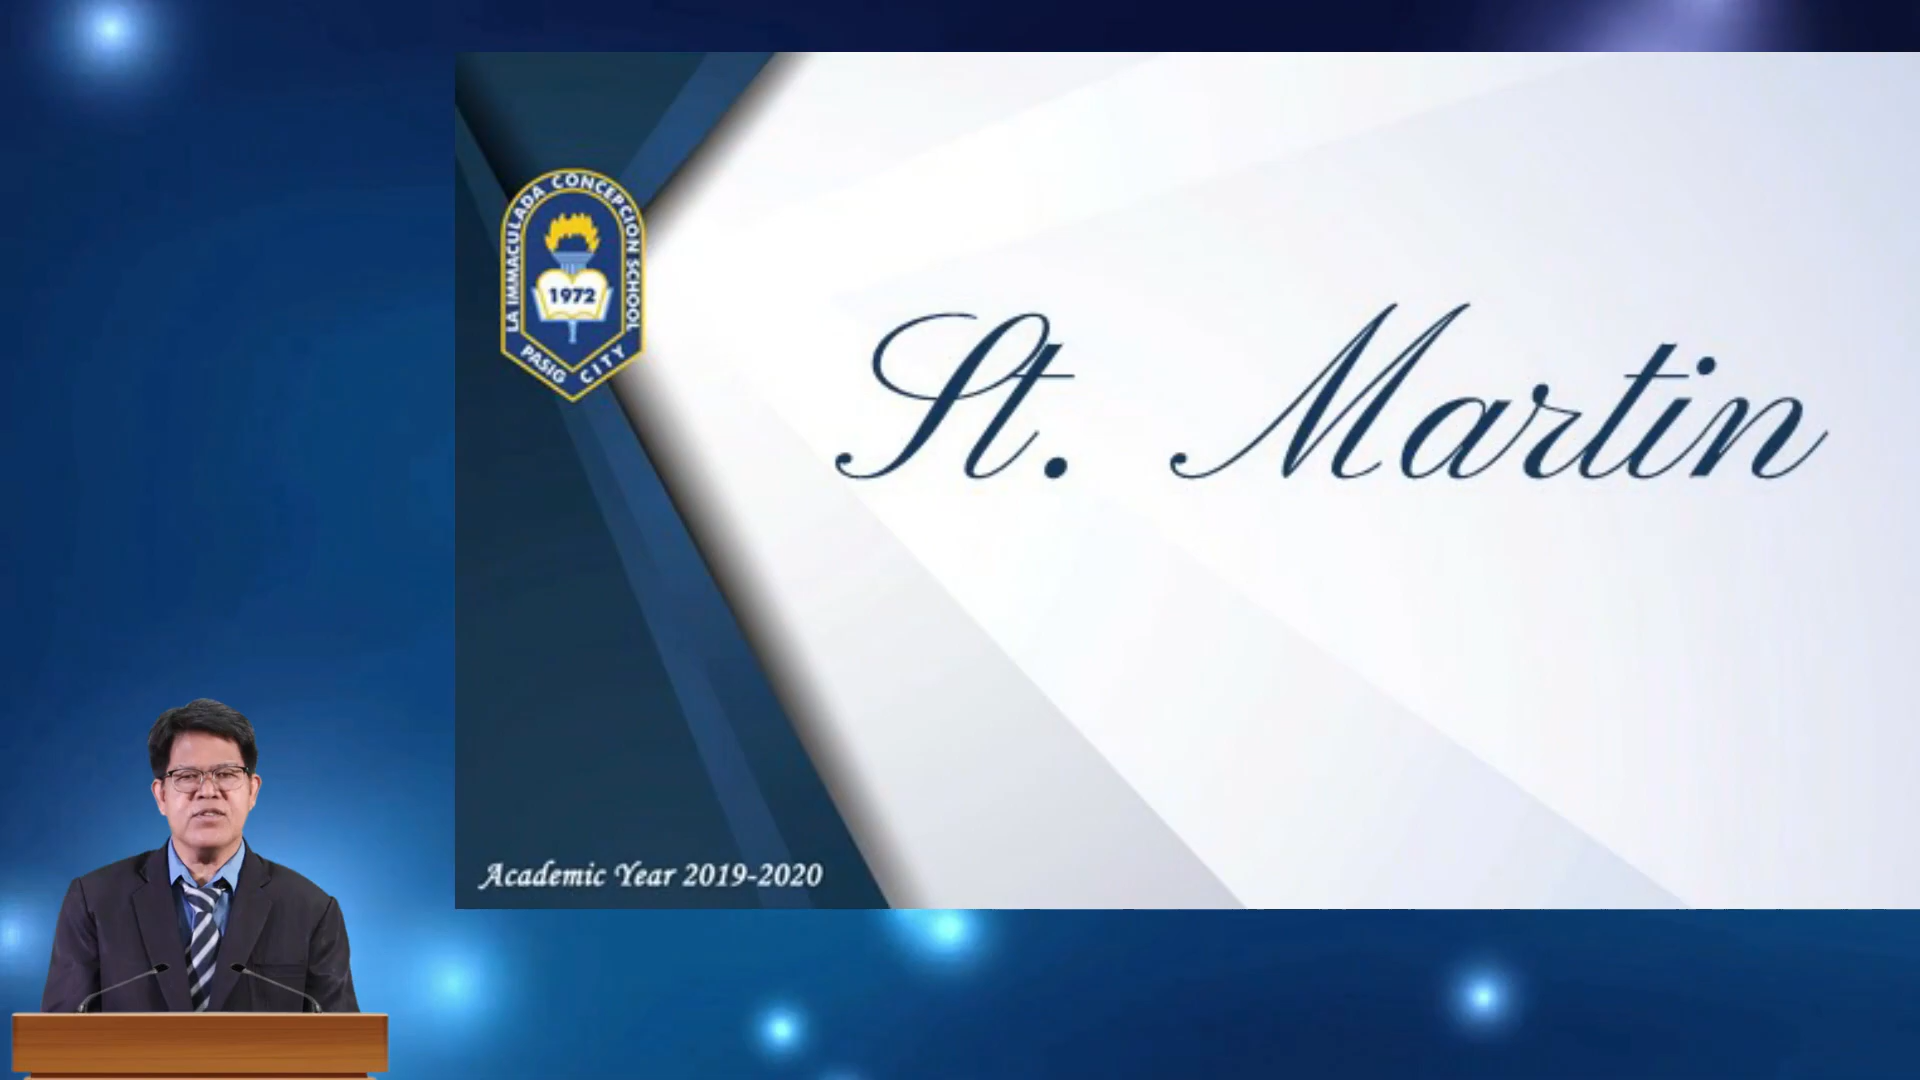 LA IMMACULADA CONCEPCION SCHOOL
1972
PASIG CITY
St. Martin
Academic Year 2019-2020